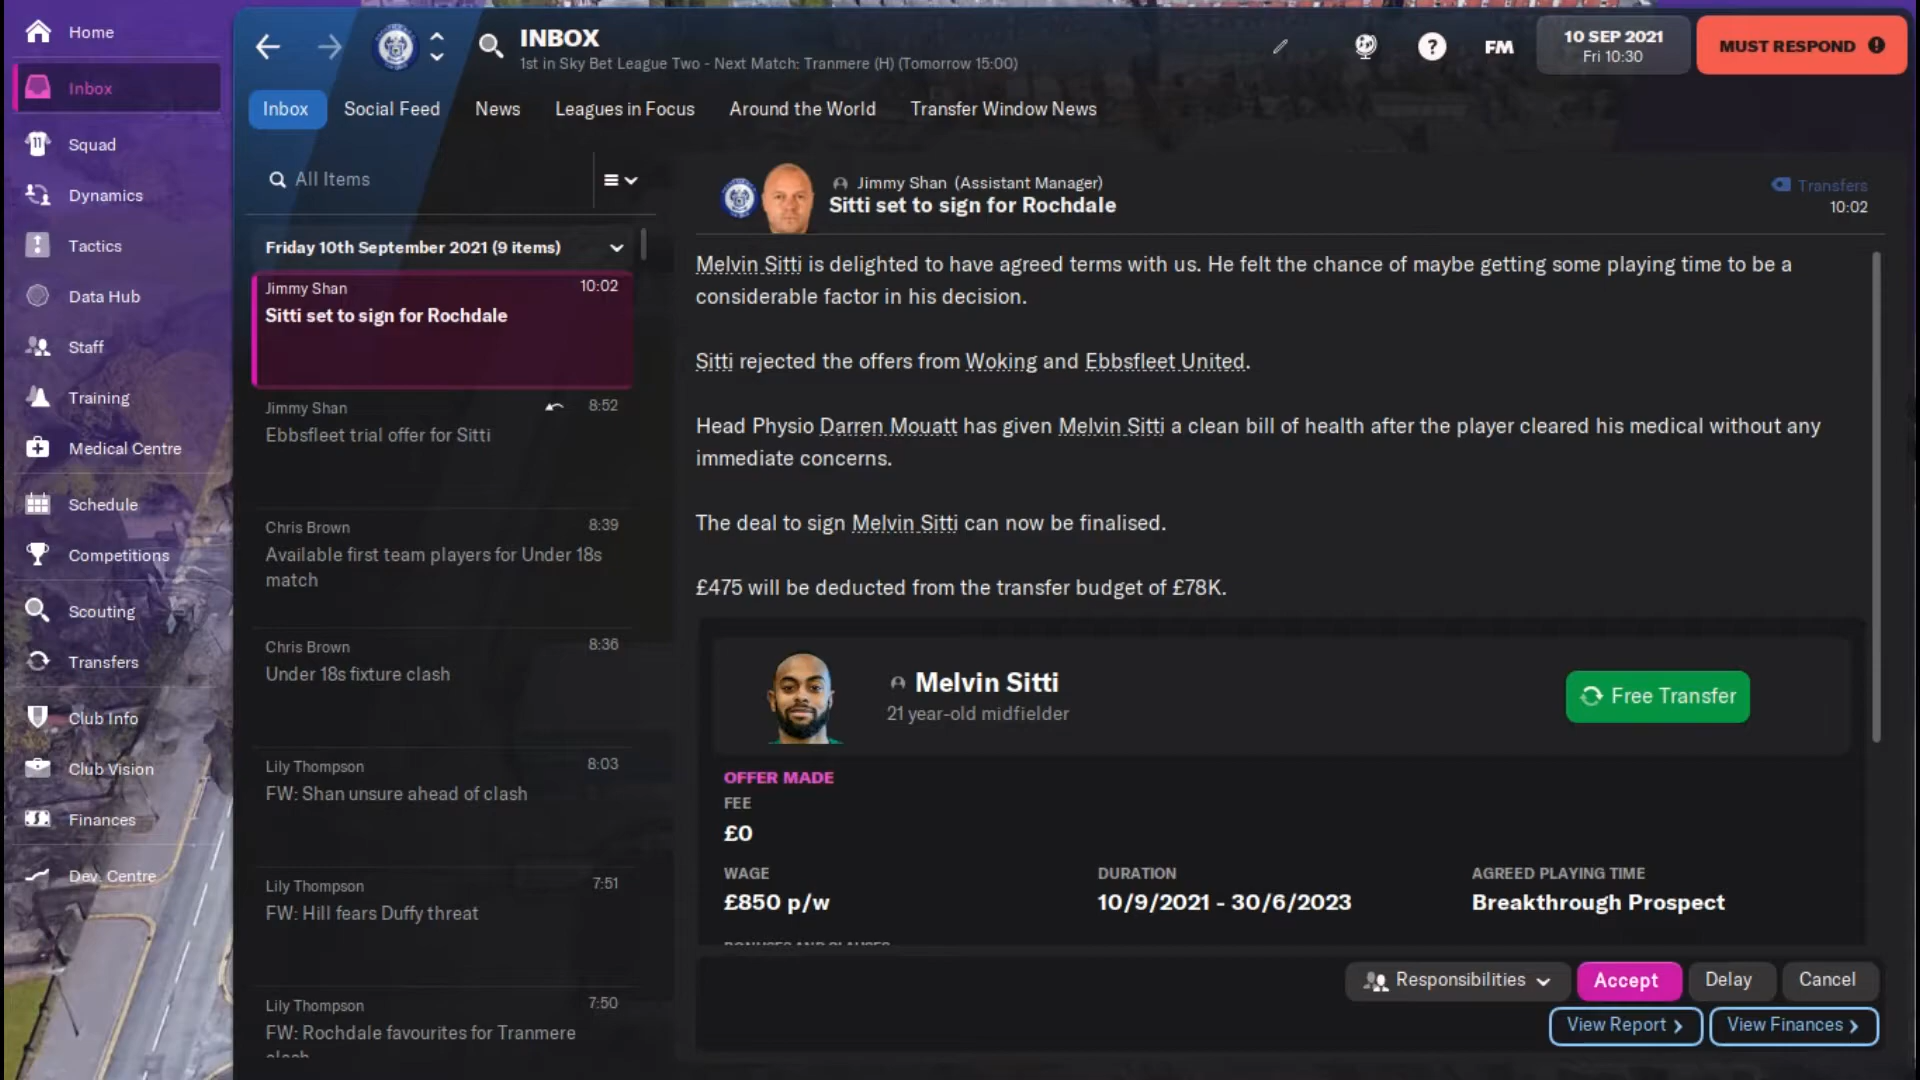 Home
Inbox
Squad
Dynamics
Tactics
Data Hub
Staff
Training
Medical Centre
Schedule
Competitions
Scouting
Transfers
Club Info
Club Vision
Finances
Dev. Centre
INBOX
1st in Sky Bet League Two - Next Match: Tranmere (H) (Tomorrow 15:00)
?
FM
10 SEP 2021
Fri 10:30
MUST RESPOND
Inbox Social Feed News Leagues in Focus Around the World Transfer Window News
All Items
Friday 10th September 2021 (9 items)
Jimmy Shan 10:02
Sitti set to sign for Rochdale
Jimmy Shan 8:52
Ebbsfleet trial offer for Sitti
Chris Brown 8:39
Available first team players for Under 18s
match
Chris Brown 8:36
Under 18s fixture clash
Lily Thompson 8:03
FW: Shan unsure ahead of clash
Lily Thompson 7:51
FW: Hill fears Duffy threat
Lily Thompson 7:50
FW: Rochdale favourites for Tranmere
clash
Jimmy Shan (Assistant Manager)
Sitti set to sign for Rochdale
Transfers
10:02
Melvin Sitti is delighted to have agreed terms with us. He felt the chance of maybe getting some playing time to be a
considerable factor in his decision.
Sitti rejected the offers from Woking and Ebbsfleet United.
Head Physio Darren Mouatt has given Melvin Sitti a clean bill of health after the player cleared his medical without any
immediate concerns.
The deal to sign Melvin Sitti can now be finalised.
£475 will be deducted from the transfer budget of £78K.
Melvin Sitti
21 year-old midfielder
Free Transfer
OFFER MADE
FEE
£0
WAGE DURATION AGREED PLAYING TIME
£850 p/w 10/9/2021 - 30/6/2023 Breakthrough Prospect
BONUSES AND CLAUSES
Responsibilities Accept Delay Cancel
View Report View Finances